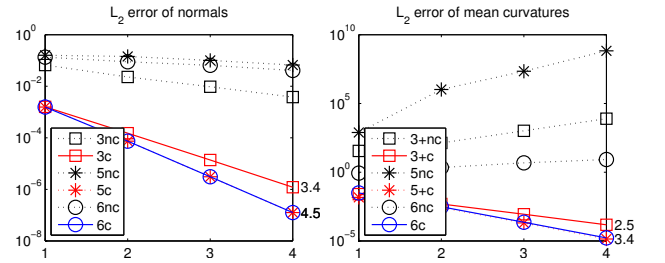 L2 error of normals
10^0
10^-2
10^-4
10^-6
10^-8
1 2 3 4
3nc
3c
5nc
5c
6nc
6c
3.4
4.5
L2 error of mean curvatures
10^10
10^5
10^0
10^-5
1 2 3 4
3+nc
3+c
5nc
5+c
6nc
6c
2.5
3.4